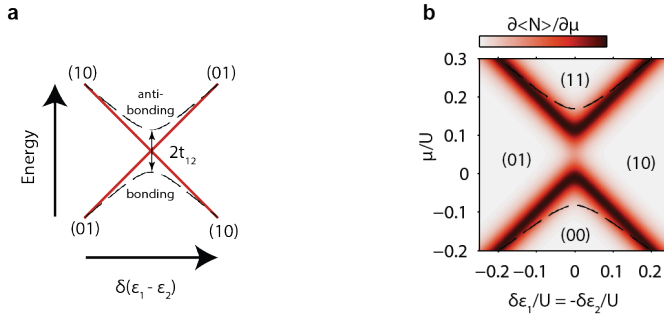 a
(10)
(01)
anti-
bonding
2t₁₂
bonding
(01)
(10)
Energy
δ(ε₁ - ε₂)
b
∂<N>/∂μ
0.3
0.2
0.1
0
−0.1
−0.2
μ/U
(11)
(01)
(10)
(00)
−0.2 −0.1 0 0.1 0.2
δε₁/U = -δε₂/U